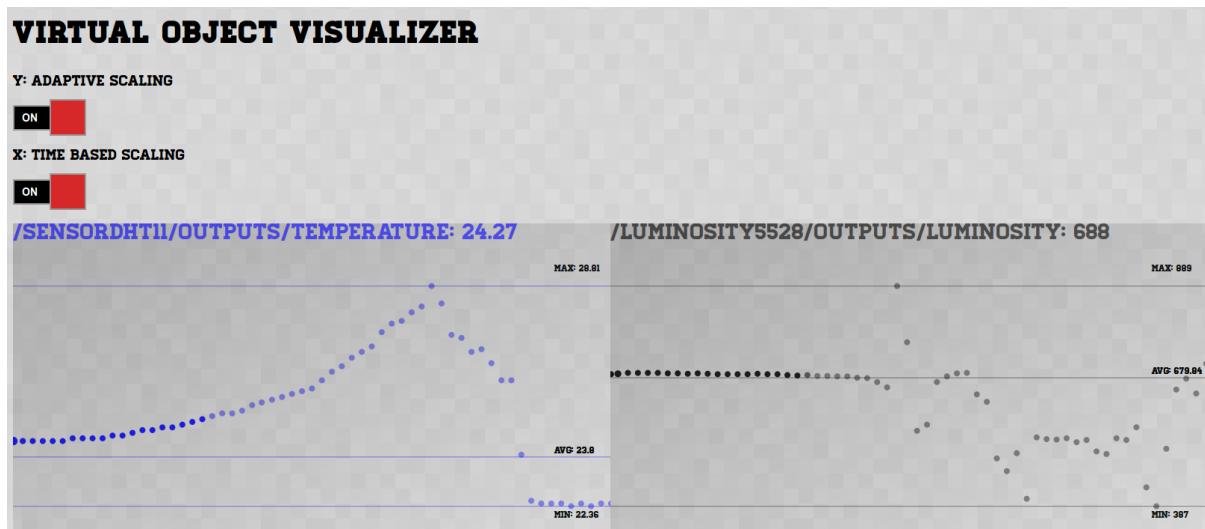 VIRTUAL OBJECT VISUALIZER
Y: ADAPTIVE SCALING
ON
X: TIME BASED SCALING
ON
/SENSORDHT11/OUTPUTS/TEMPERATURE: 24.27
MAX: 28.81
AVG: 23.8
MIN: 22.36
/LUMINOSITY5528/OUTPUTS/LUMINOSITY: 688
MAX: 889
AVG: 679.84
MIN: 387